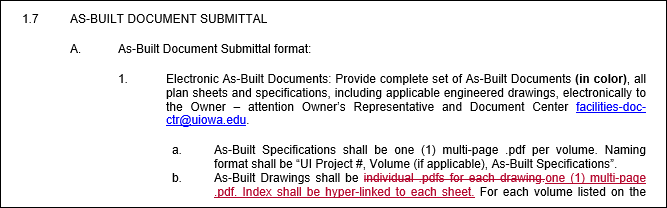 1.7 AS-BUILT DOCUMENT SUBMITTAL
A. As-Built Document Submittal format:
1. Electronic As-Built Documents: Provide complete set of As-Built Documents (in color), all
plan sheets and specifications, including applicable engineered drawings, electronically to
the Owner – attention Owner's Representative and Document Center facilities-doc-
ctr@uiowa.edu.
a. As-Built Specifications shall be one (1) multi-page .pdf per volume. Naming
format shall be "UI Project #, Volume (if applicable), As-Built Specifications".
b. As-Built Drawings shall be individual .pdfs for each drawing.one (1) multi-page
.pdf. Index shall be hyper-linked to each sheet. For each volume listed on the